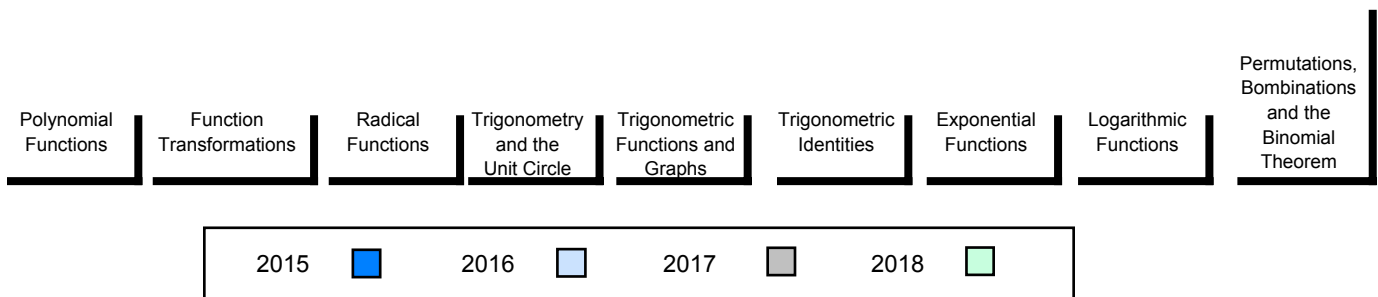 Polynomial
Functions
Function
Transformations
Radical
Functions
Trigonometry
and the
Unit Circle
Trigonometric
Functions and
Graphs
Trigonometric
Identities
Exponential
Functions
Logarithmic
Functions
Permutations,
Bombinations
and the
Binomial
Theorem
2015 2016 2017 2018